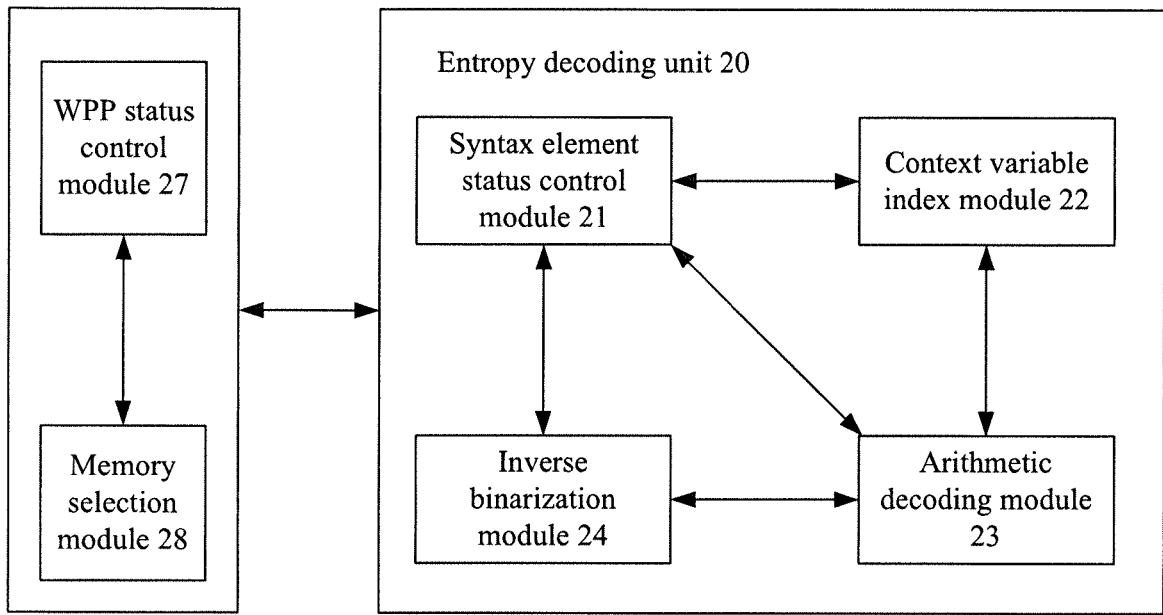 WPP status
control
module 27
Memory
selection
module 28
Entropy decoding unit 20
Syntax element
status control
module 21
Context variable
index module 22
Inverse
binarization
module 24
Arithmetic
decoding module
23